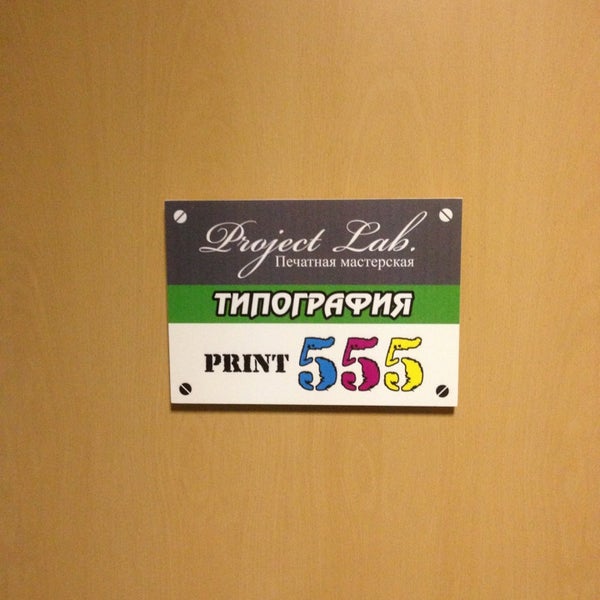 Project Lab.
Печатная мастерская
ТИПОГРАФИЯ
PRINT 555